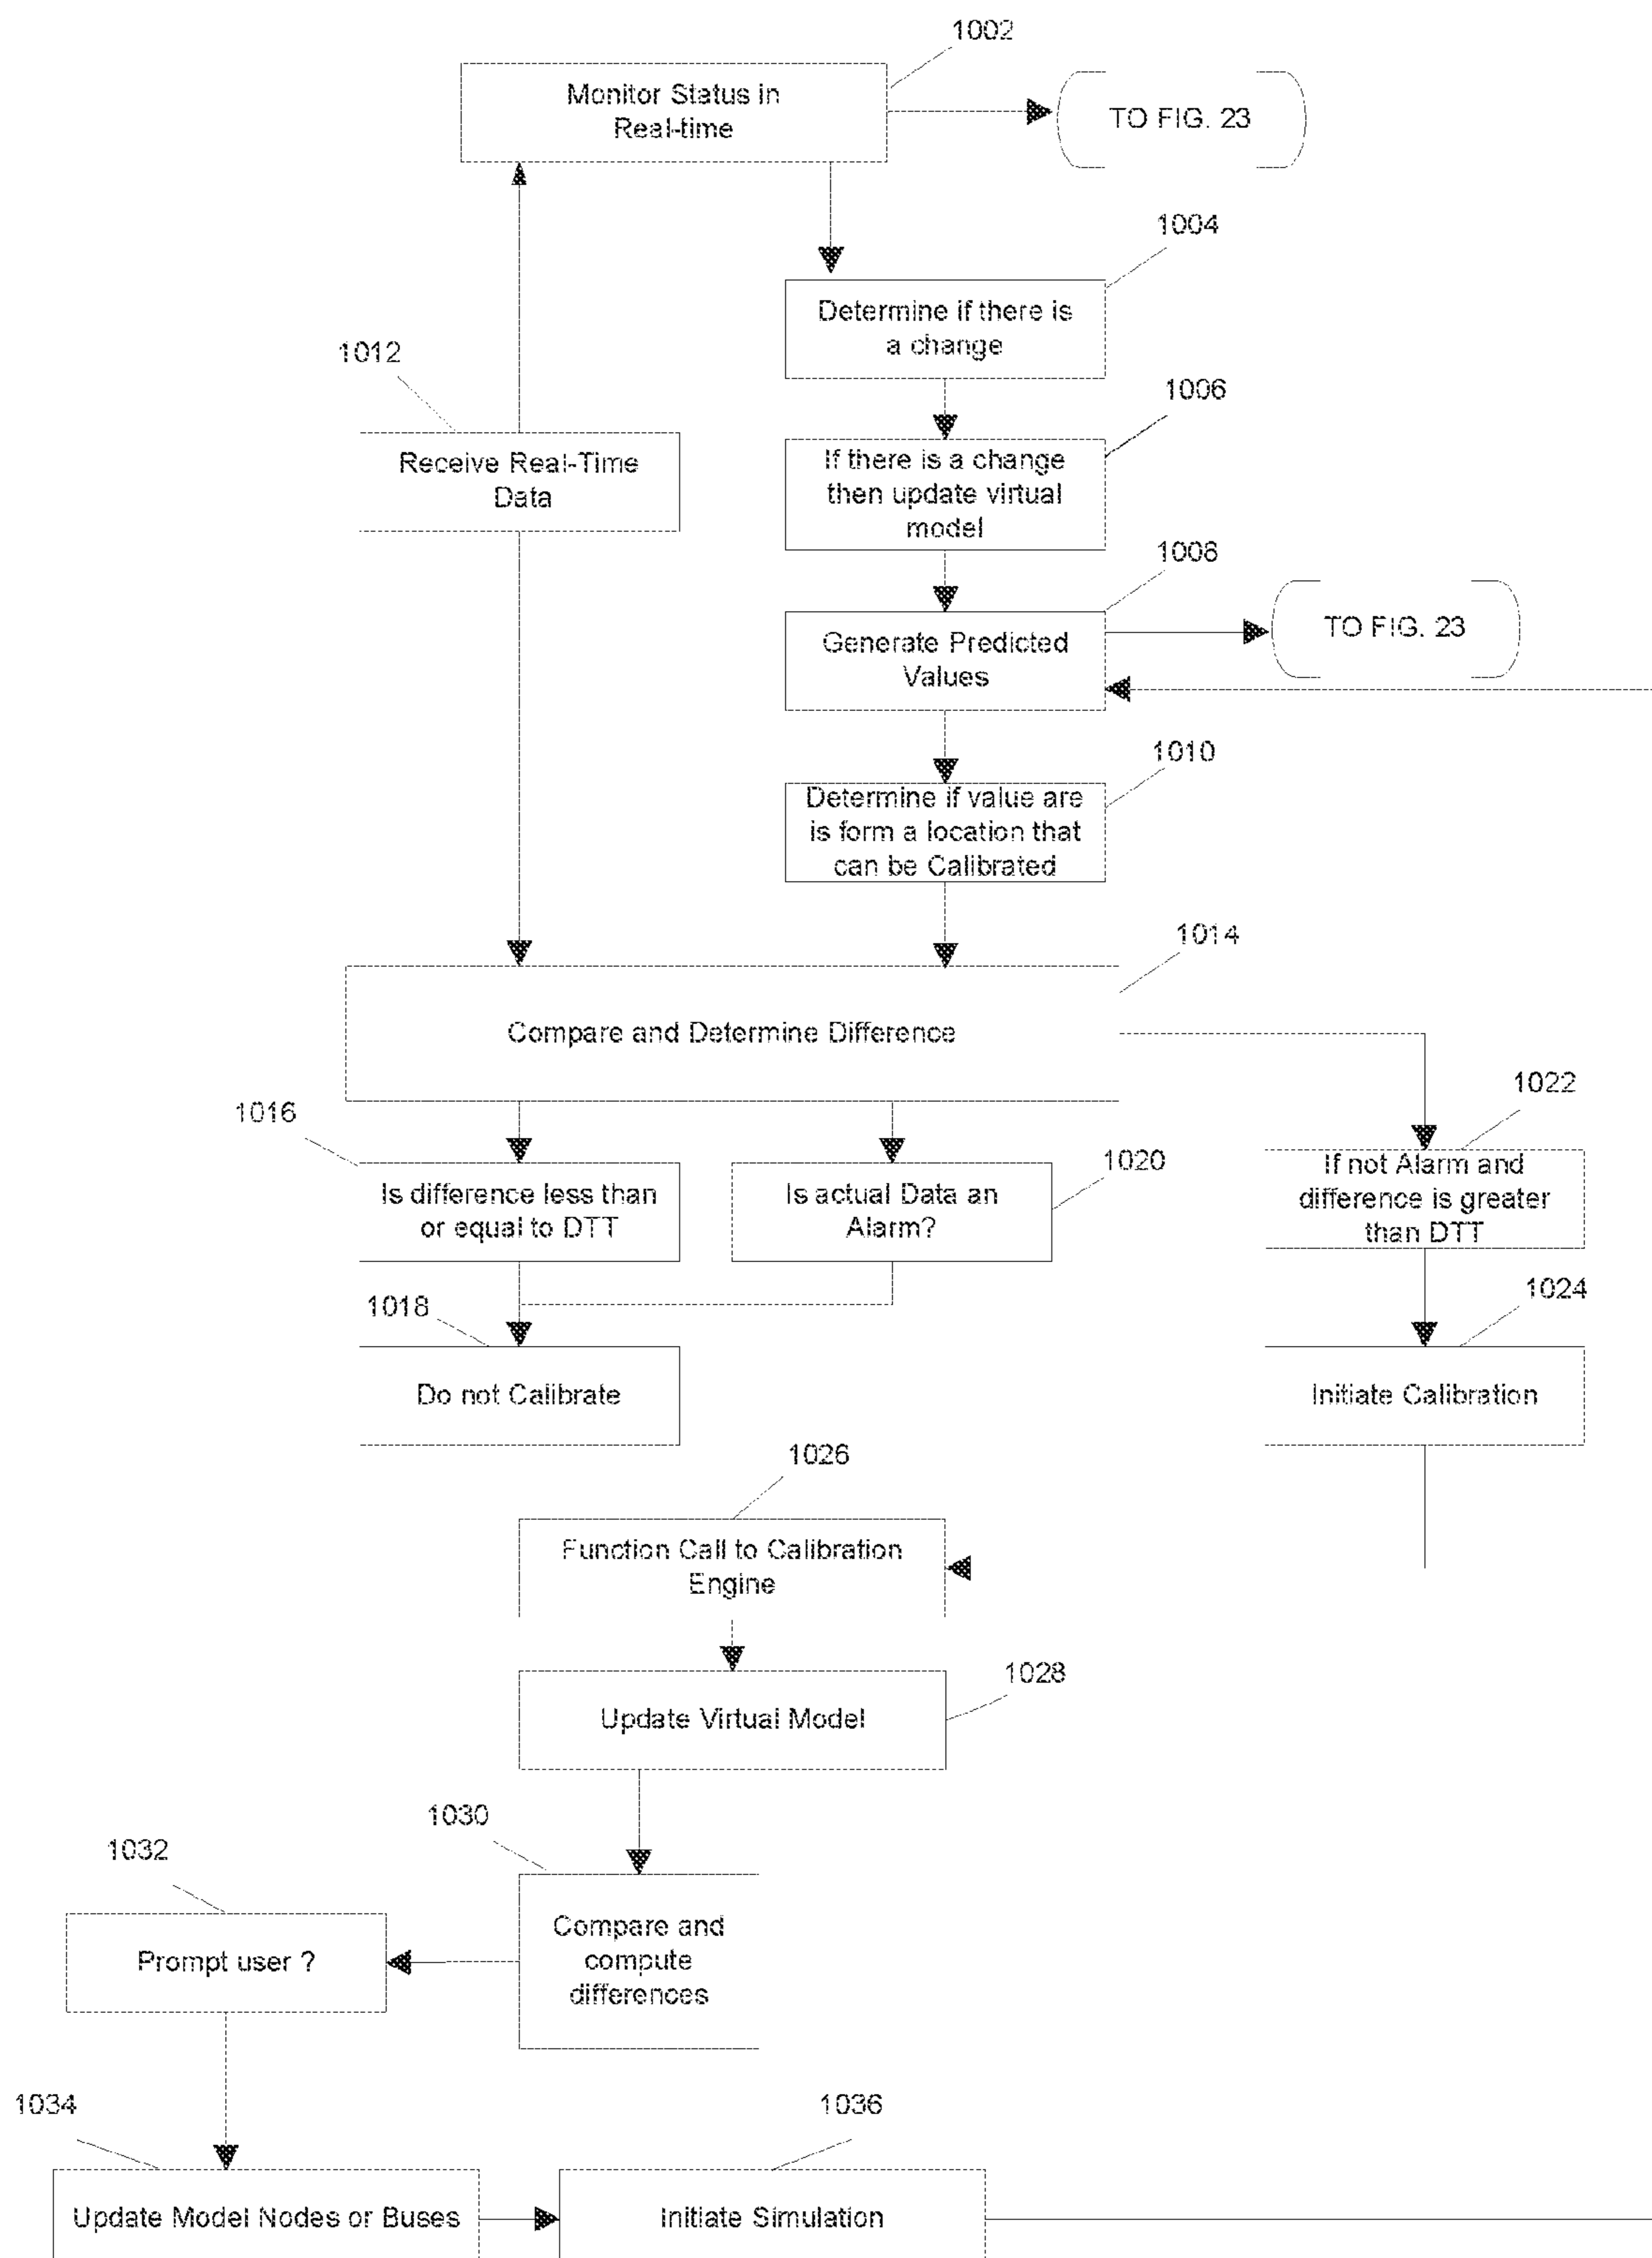 1002
Monitor Status in
Real-time
TO FIG. 23
1004
Determine if there is
a change
1012
Receive Real-Time
Data
1006
If there is a change
then update virtual
model
1008
Generate Predicted
Values
TO FIG. 23
1010
Determine if value are
is form a location that
can be Calibrated
1014
Compare and Determine Difference
1016
Is difference less than
or equal to DTT
1020
Is actual Data an
Alarm?
1022
If not Alarm and
difference is greater
than DTT
1018
Do not Calibrate
1024
Initiate Calibration
1026
Function Call to Calibration
Engine
1028
Update Virtual Model
1030
Compare and
compute
differences
1032
Prompt user ?
1034
Update Model Nodes or Buses
1036
Initiate Simulation